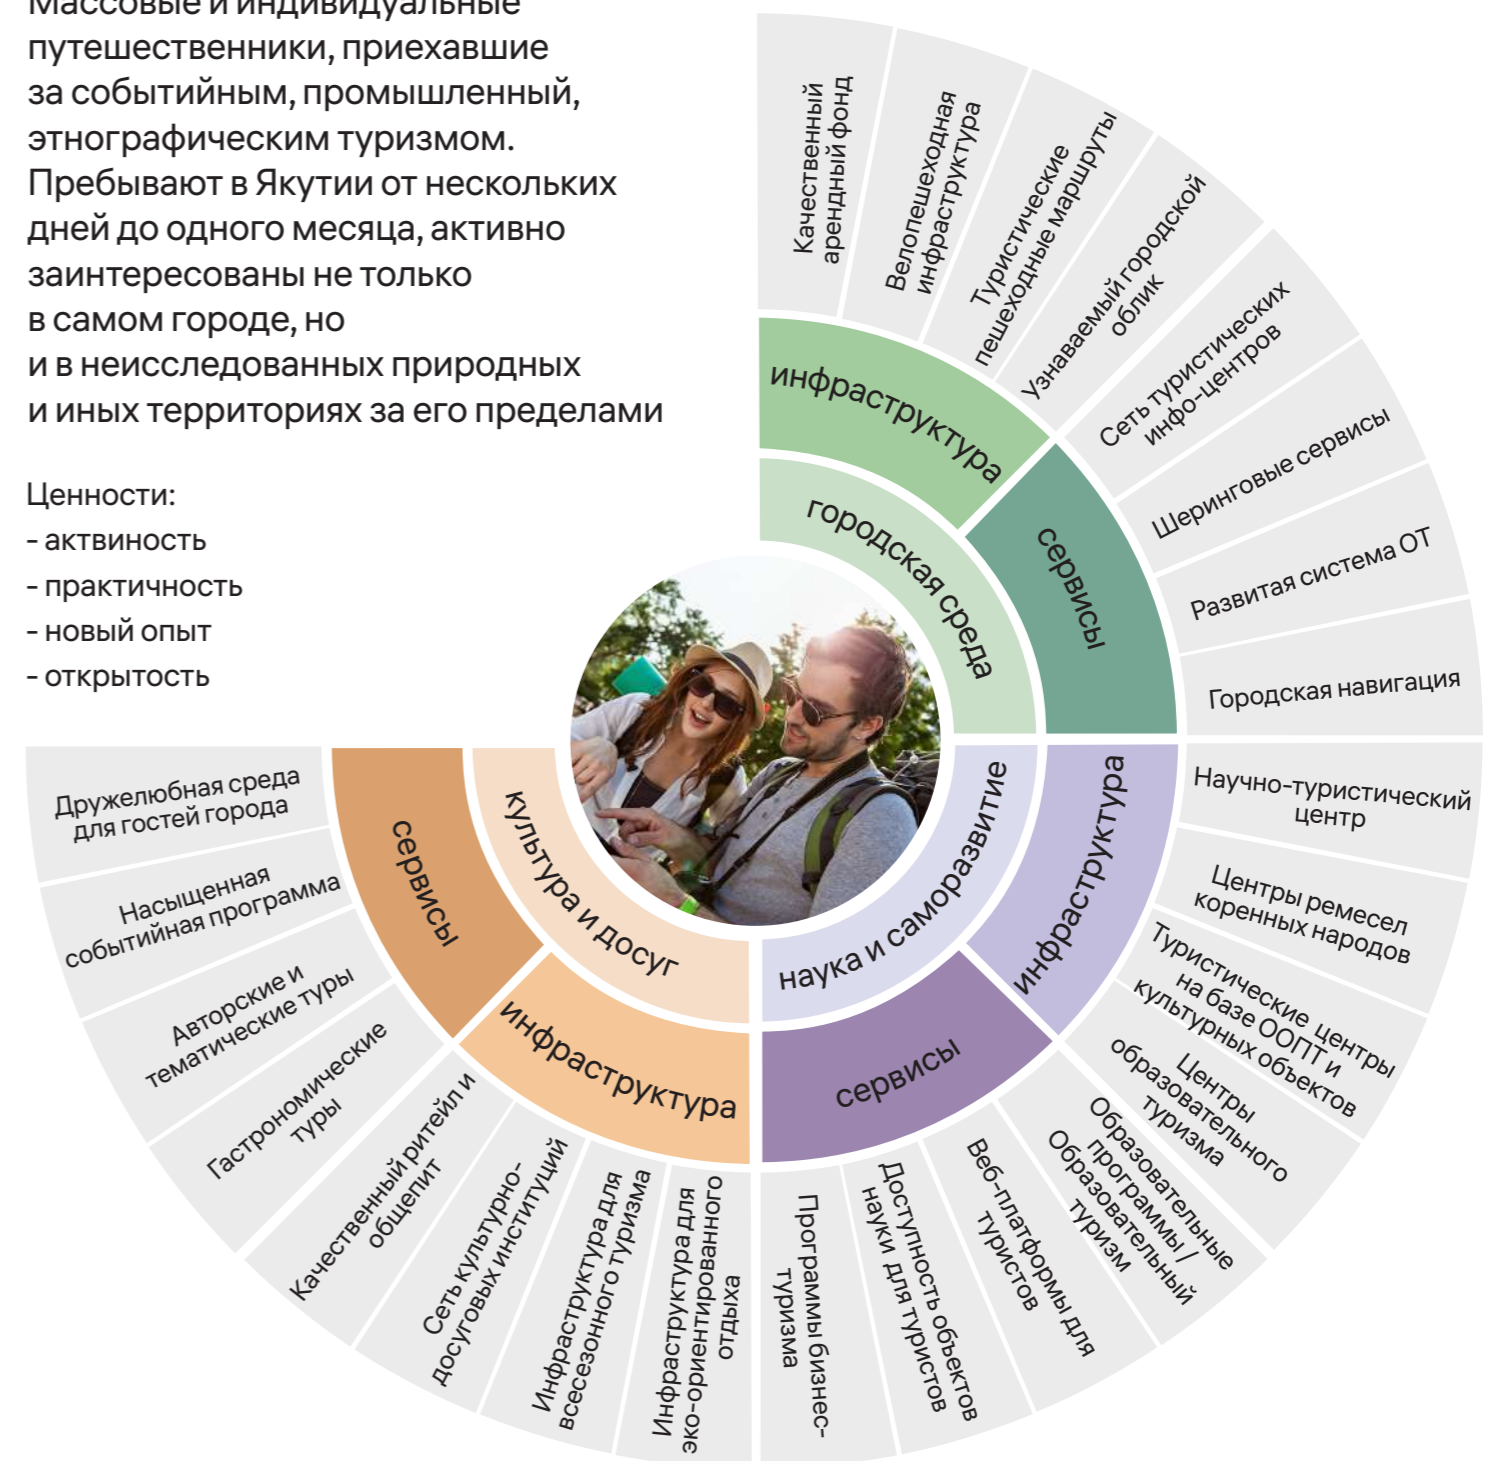 Массовые и индивидуальные
путешественники, приехавшие
за событийным, промышленный,
этнографическим туризмом.
Пребывают в Якутии от нескольких
дней до одного месяца, активно
заинтересованы не только
в самом городе, но
и в неисследованных природных
и иных территориях за его пределами
Ценности:
- активность
- практичность
- новый опыт
- открытость
городская среда
инфраструктура
Качественный
арендный фонд
Велопешеходная
инфраструктура
Туристические
пешеходные маршруты
Узнаваемый городской
облик
сервисы
Сеть туристических
инфо-центров
Шеринговые сервисы
Развитая система ОТ
Городская навигация
наука и саморазвитие
инфраструктура
Научно-туристический
центр
Центры ремесел
коренных народов
Туристические центры
на базе ООПТ и
культурных объектов
Центры
образовательного
туризма
сервисы
Образовательные
программы /
Образовательный
туризм
Веб-платформы для
туристов
Доступность объектов
науки для туристов
Программы бизнес-
туризма
культура и досуг
инфраструктура
Инфраструктура для
эко-ориентированного
отдыха
Инфраструктура для
всесезонного туризма
Сеть культурно-
досуговых институций
Качественный ритейл и
общепит
сервисы
Гастрономические
туры
Авторские и
тематические туры
Насыщенная
событийная программа
Дружелюбная среда
для гостей города